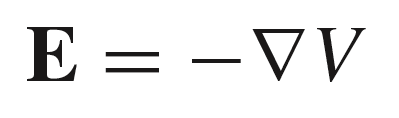 E = −∇V